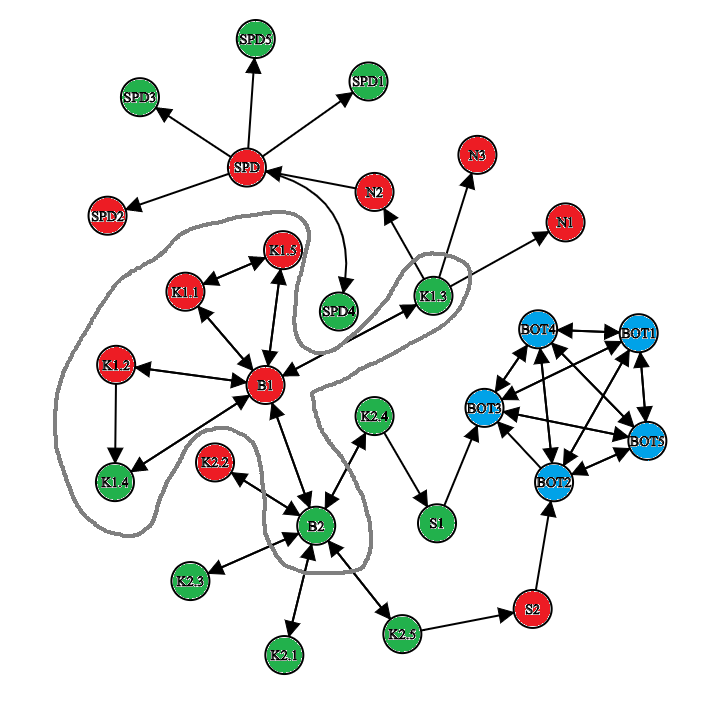 SPD5
SPD1
SPD3
N3
SPD
N2
SPD2
N1
K1.5
K1.1
K1.3
SPD4
BOT4
BOT1
K1.2
B1
BOT3
K2.4
BOT5
K2.2
K1.4
BOT2
S1
B2
K2.3
S2
K2.5
K2.1